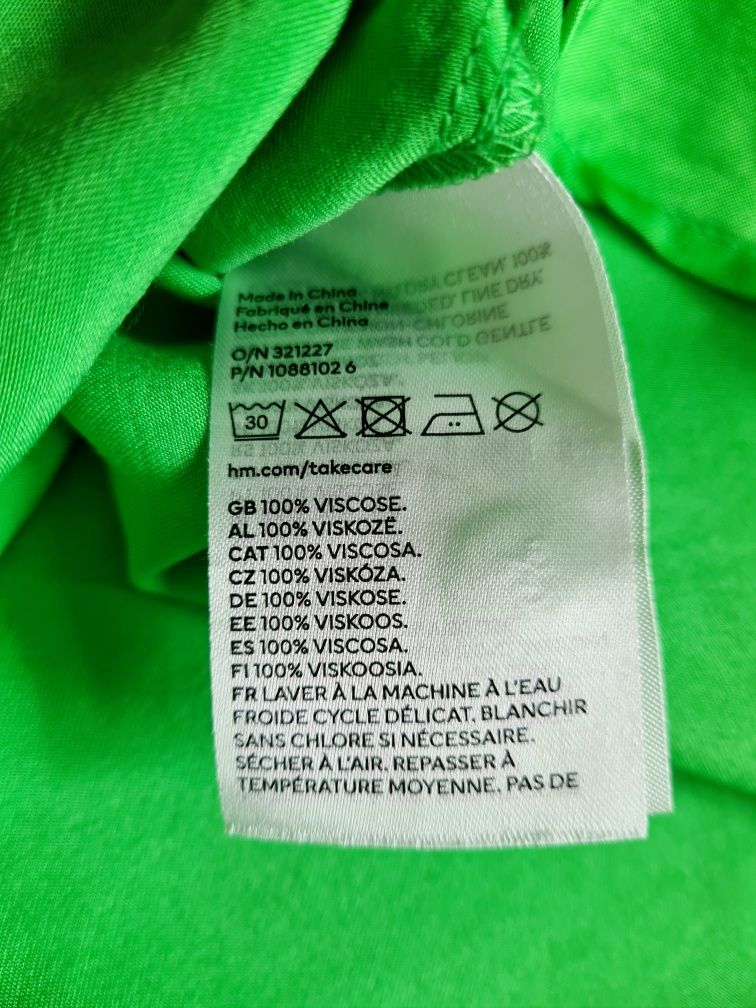 Made in China
Fabriqué en Chine
Hecho en China
O/N 321227
P/N 1088102 6
30
hm.com/takecare
GB 100% VISCOSE.
AL 100% VISKOZË.
CAT 100% VISCOSA.
CZ 100% VISKÓZA.
DE 100% VISKOSE.
EE 100% VISKOOS.
ES 100% VISCOSA.
FI 100% VISKOOSIA.
FR LAVER À LA MACHINE À L'EAU
FROIDE CYCLE DÉLICAT. BLANCHIR
SANS CHLORE SI NÉCESSAIRE.
SÉCHER À L'AIR. REPASSER À
TEMPÉRATURE MOYENNE. PAS DE